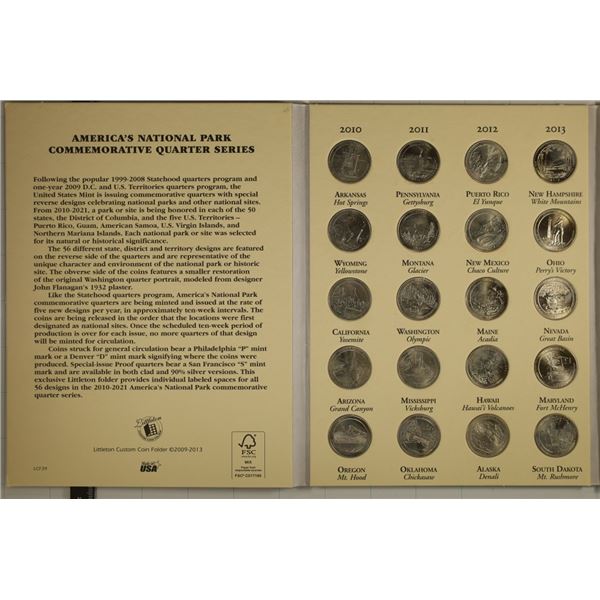 AMERICA'S NATIONAL PARK
COMMEMORATIVE QUARTER SERIES
Following the popular 1999-2008 Statehood quarters program and
one-year 2009 D.C. and U.S. Territories quarters program, the
United States Mint is issuing commemorative quarters with special
reverse designs celebrating national parks and other national sites.
From 2010-2021, a park or site is being honored in each of the 50
states, the District of Columbia, and the five U.S. Territories –
Puerto Rico, Guam, American Samoa, U.S. Virgin Islands, and
Northern Mariana Islands. Each national park or site was selected
for its natural or historical significance.
The 56 different state, district and territory designs are featured
on the reverse side of the quarters and are representative of the
unique character and environment of the national park or historic
site. The obverse side of the coins features a smaller restoration
of the original Washington quarter portrait, modeled from designer
John Flanagan's 1932 plaster.
Like the Statehood quarters program, America's National Park
commemorative quarters are being minted and issued at the rate of
five new designs per year, in approximately ten-week intervals. The
coins are being released in the order that the locations were first
designated as national sites. Once the scheduled ten-week period of
production is over for each issue, no more quarters of that design
will be minted for circulation.
Coins struck for general circulation bear a Philadelphia "P" mint
mark or a Denver "D" mint mark signifying where the coins were
produced. Special-issue Proof quarters bear a San Francisco "S" mint
mark and are available in both clad and 90% silver versions. This
exclusive Littleton folder provides individual labeled spaces for all
56 designs in the 2010-2021 America's National Park commemorative
quarter series.
Littleton
Littleton Custom Coin Folder ©2009-2013
LCF39
USA
FSC
MIX
2010 2011 2012 2013
ARKANSAS PENNSYLVANIA PUERTO RICO NEW HAMPSHIRE
Hot Springs Gettysburg El Yunque White Mountains
WYOMING MONTANA NEW MEXICO OHIO
Yellowstone Glacier Chaco Culture Perry's Victory
CALIFORNIA WASHINGTON MAINE NEVADA
Yosemite Olympic Acadia Great Basin
ARIZONA MISSISSIPPI HAWAII MARYLAND
Grand Canyon Vicksburg Hawai'i Volcanoes Fort McHenry
OREGON OKLAHOMA ALASKA SOUTH DAKOTA
Mt. Hood Chickasaw Denali Mt. Rushmore